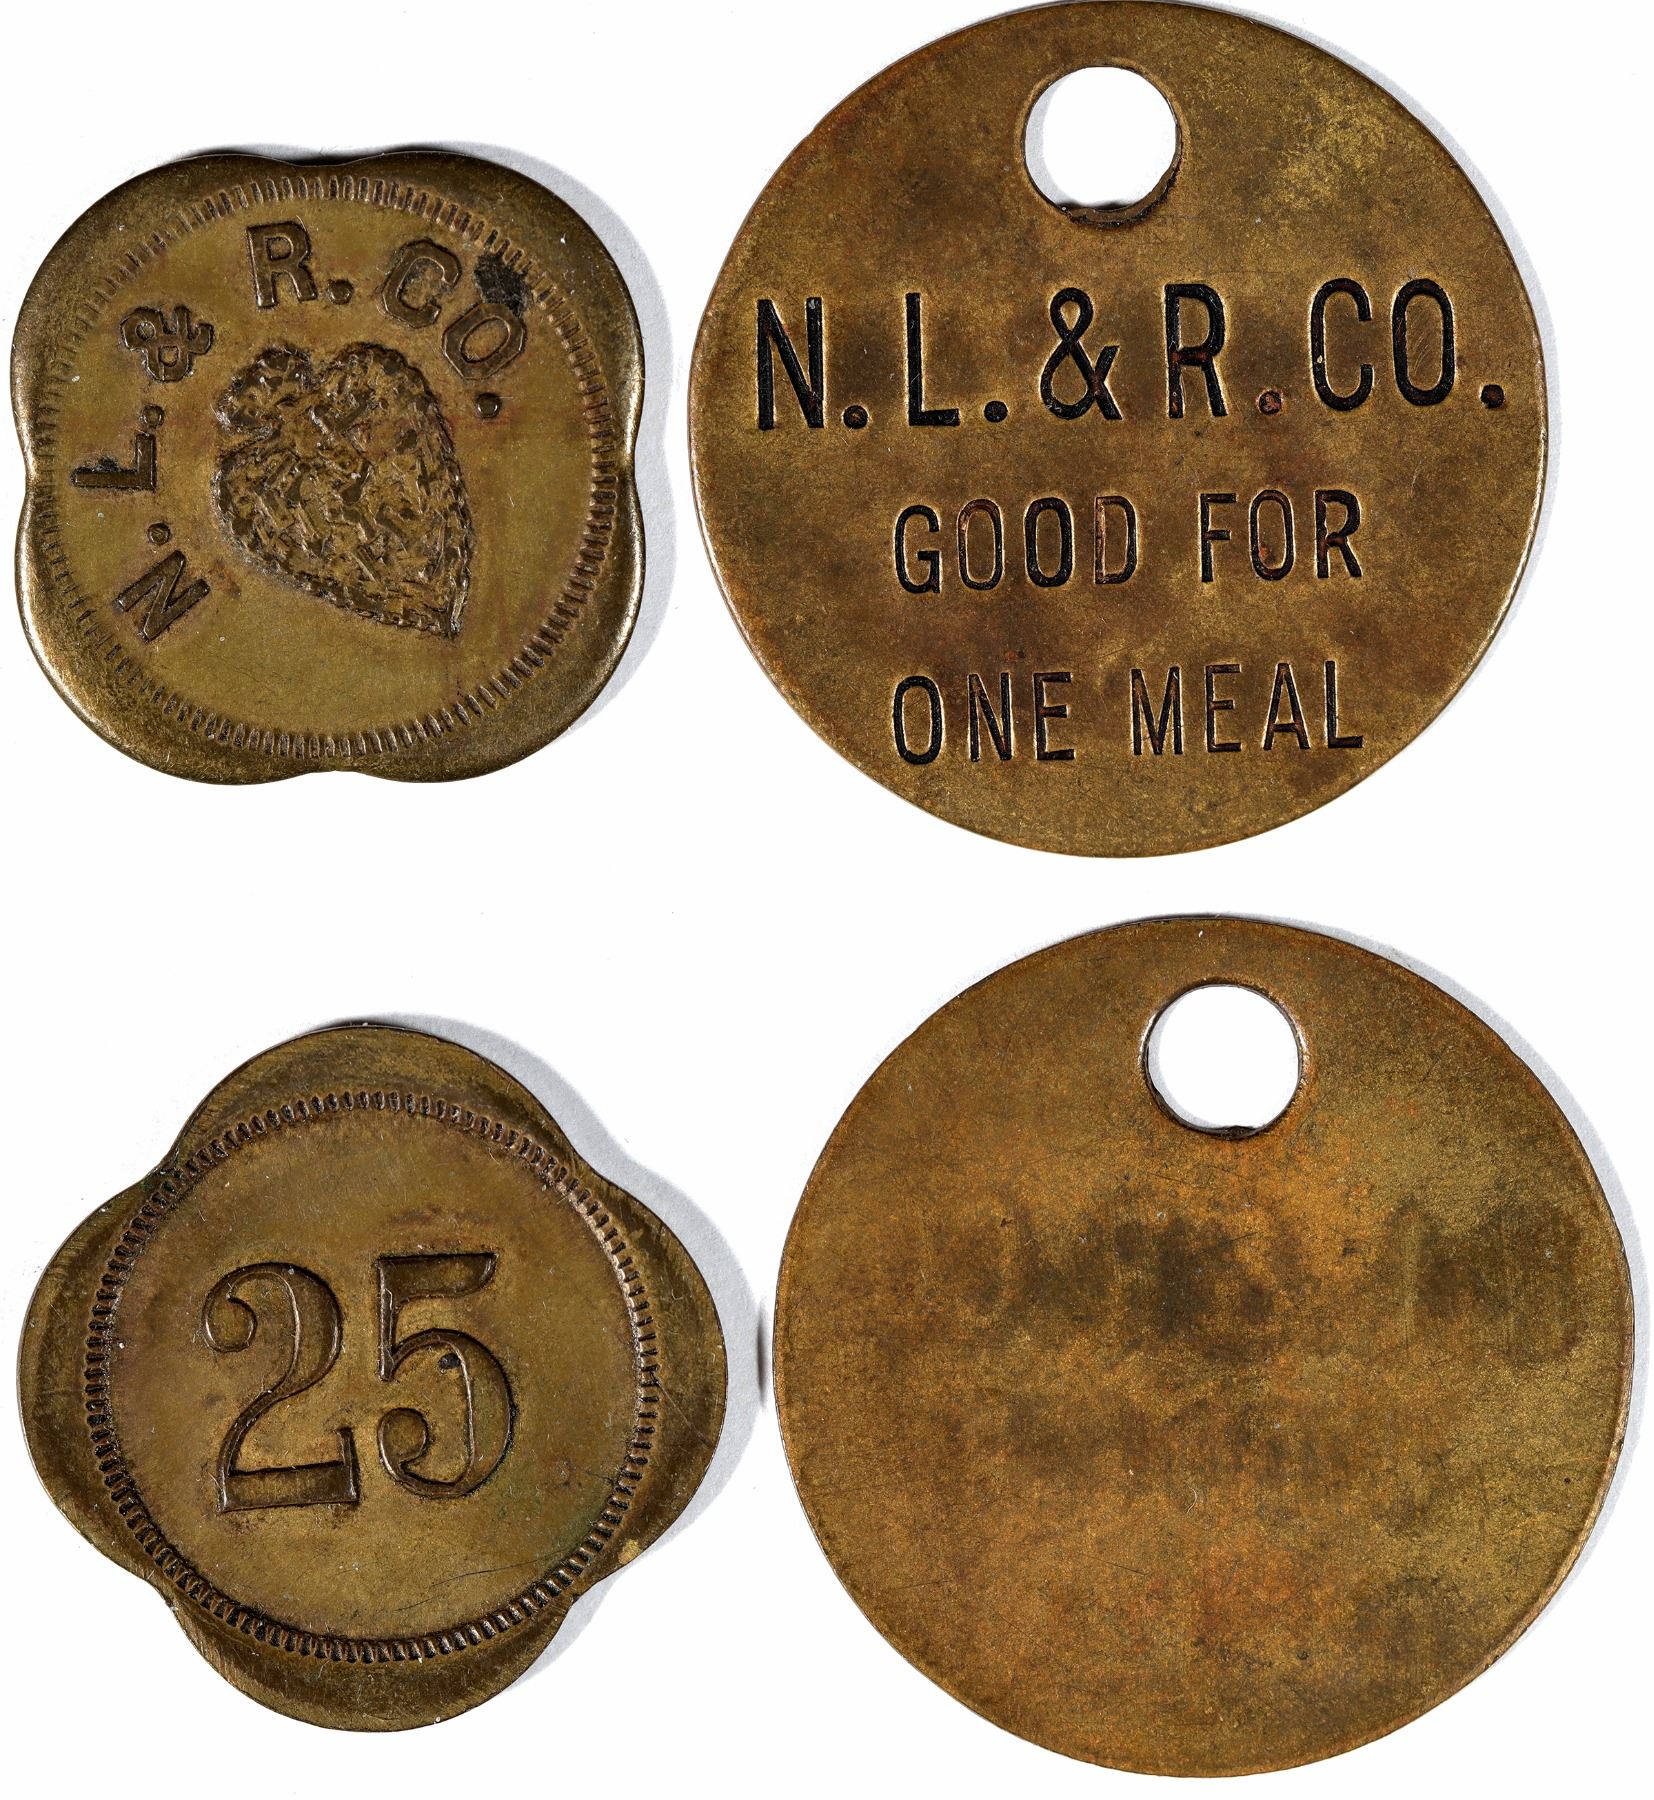 N. L. & R. CO.
N. L. & R. CO.
GOOD FOR
ONE MEAL
25